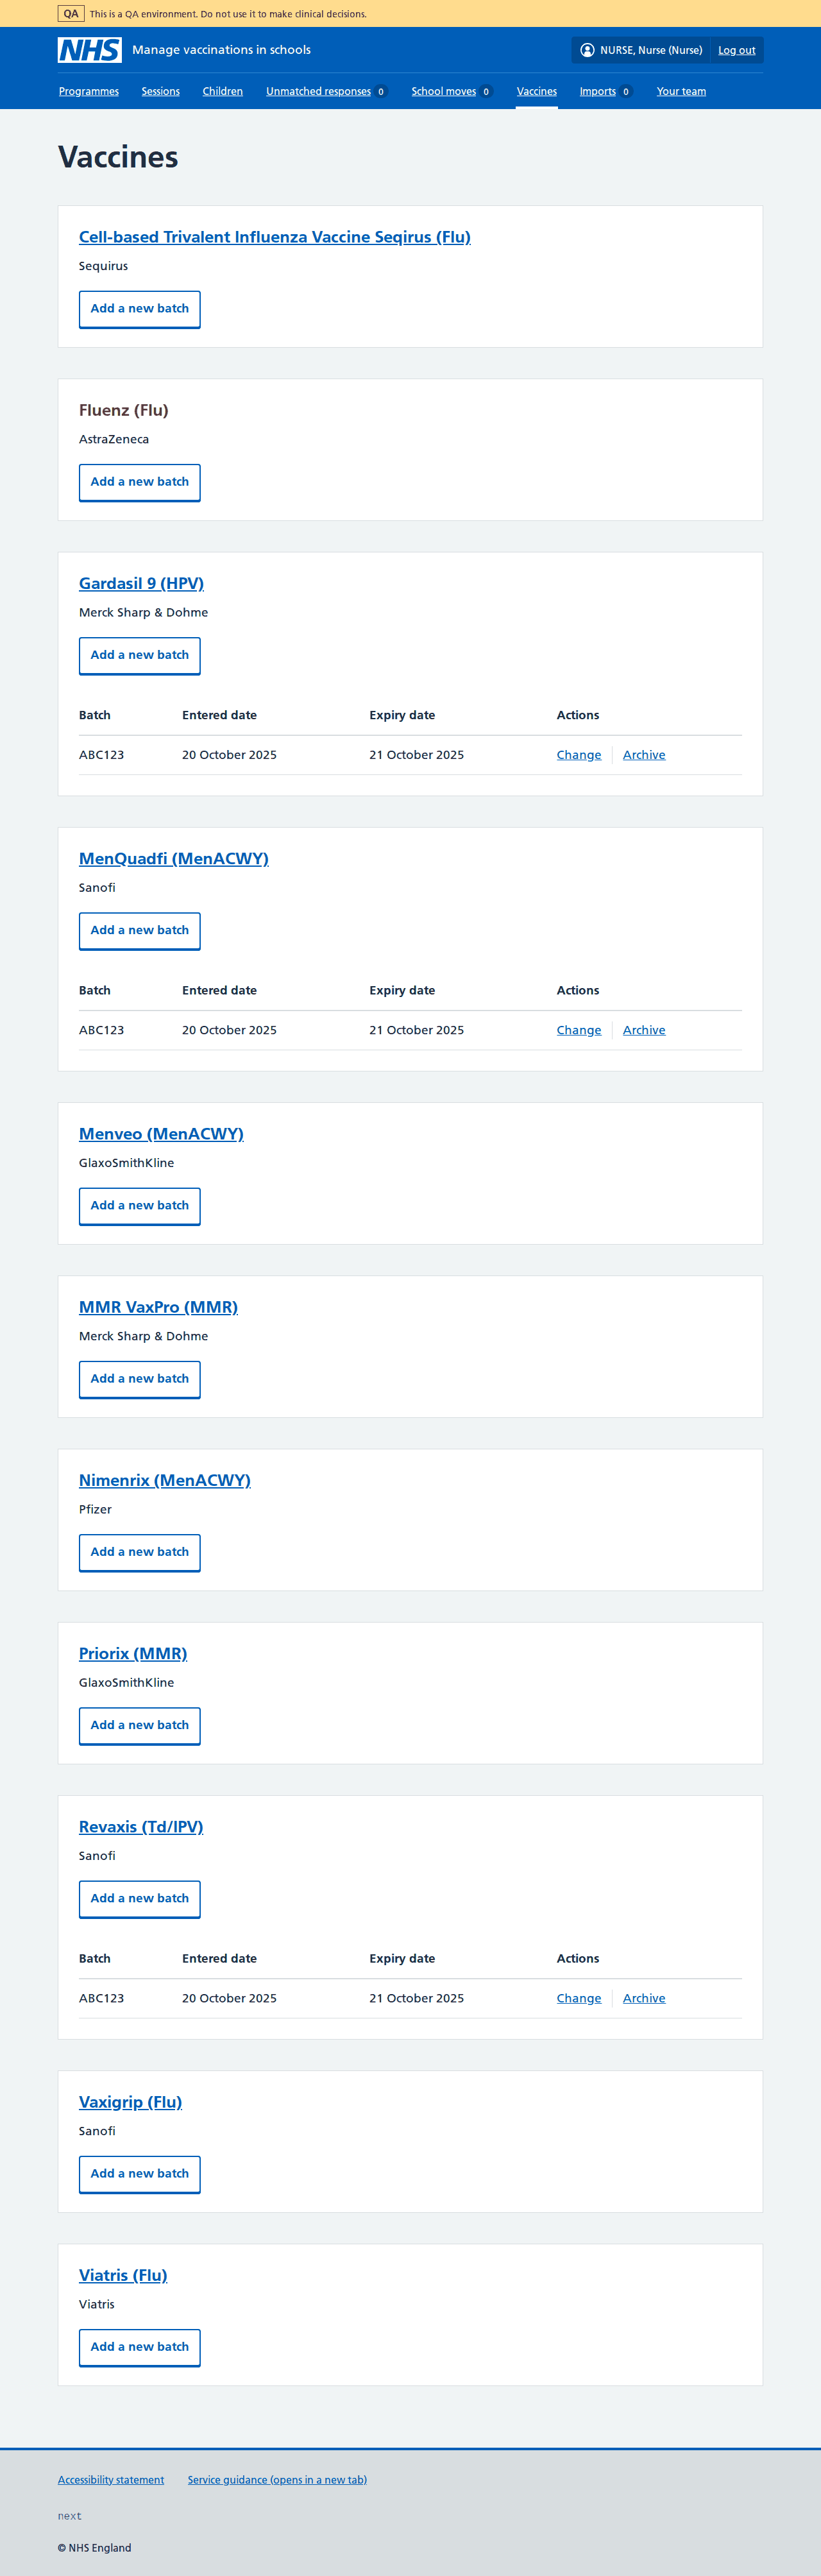 QA This is a QA environment. Do not use it to make clinical decisions.
NHS Manage vaccinations in schools NURSE, Nurse (Nurse) Log out
Programmes Sessions Children Unmatched responses 0 School moves 0 Vaccines Imports 0 Your team
Vaccines
Cell-based Trivalent Influenza Vaccine Seqirus (Flu)
Sequirus
Add a new batch
Fluenz (Flu)
AstraZeneca
Add a new batch
Gardasil 9 (HPV)
Merck Sharp & Dohme
Add a new batch
Batch Entered date Expiry date Actions
ABC123 20 October 2025 21 October 2025 Change Archive
MenQuadfi (MenACWY)
Sanofi
Add a new batch
Batch Entered date Expiry date Actions
ABC123 20 October 2025 21 October 2025 Change Archive
Menveo (MenACWY)
GlaxoSmithKline
Add a new batch
MMR VaxPro (MMR)
Merck Sharp & Dohme
Add a new batch
Nimenrix (MenACWY)
Pfizer
Add a new batch
Priorix (MMR)
GlaxoSmithKline
Add a new batch
Revaxis (Td/IPV)
Sanofi
Add a new batch
Batch Entered date Expiry date Actions
ABC123 20 October 2025 21 October 2025 Change Archive
Vaxigrip (Flu)
Sanofi
Add a new batch
Viatris (Flu)
Viatris
Add a new batch
Accessibility statement Service guidance (opens in a new tab)
next
© NHS England